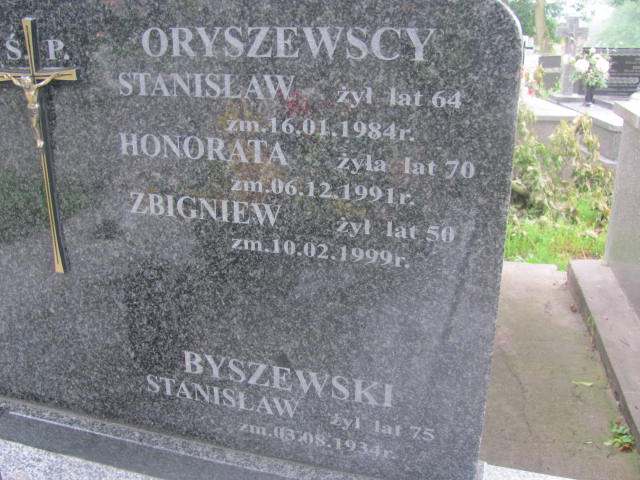 Ś. P.
ORYSZEWSCY
STANISŁAW żył lat 64
zm.16.01.1984r.
HONORATA żyła lat 70
zm.06.12.1991r.
ZBIGNIEW żył lat 50
zm.10.02.1999r.
BYSZEWSKI
STANISŁAW żył lat 75
zm.03.08.1934r.